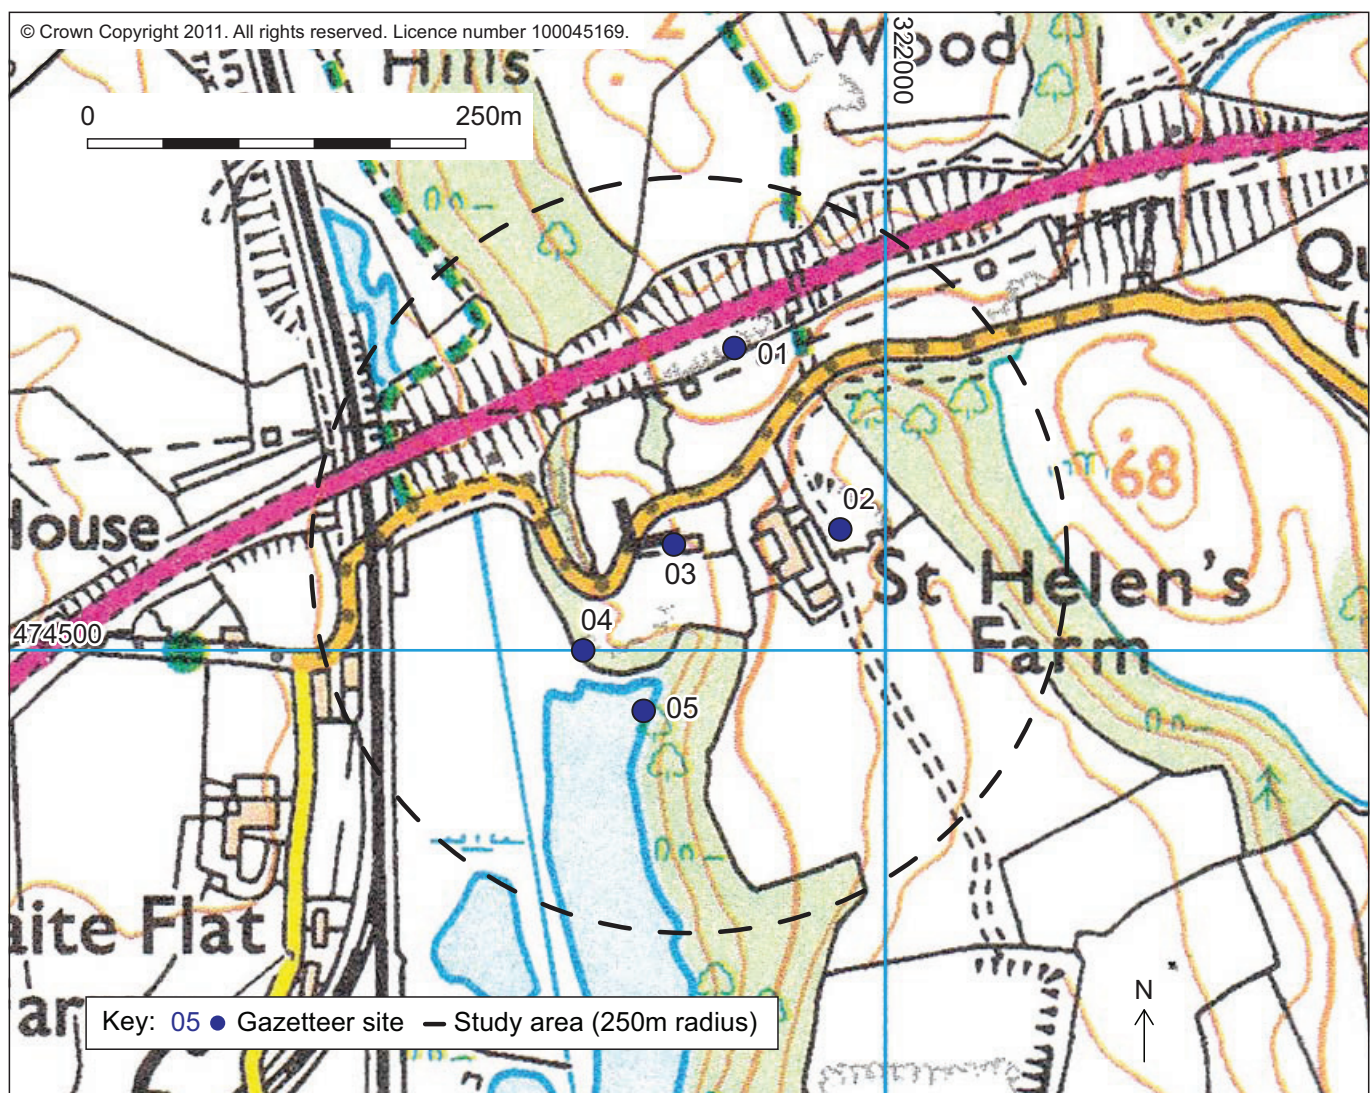 © Crown Copyright 2011. All rights reserved. Licence number 100045169.
Hills
Wood
322000
0 250m
Qu
01
68
02
House
03
St Helen's
Farm
04
474500
05
aite Flat
ar
N
Key: 05 Gazetteer site Study area (250m radius)